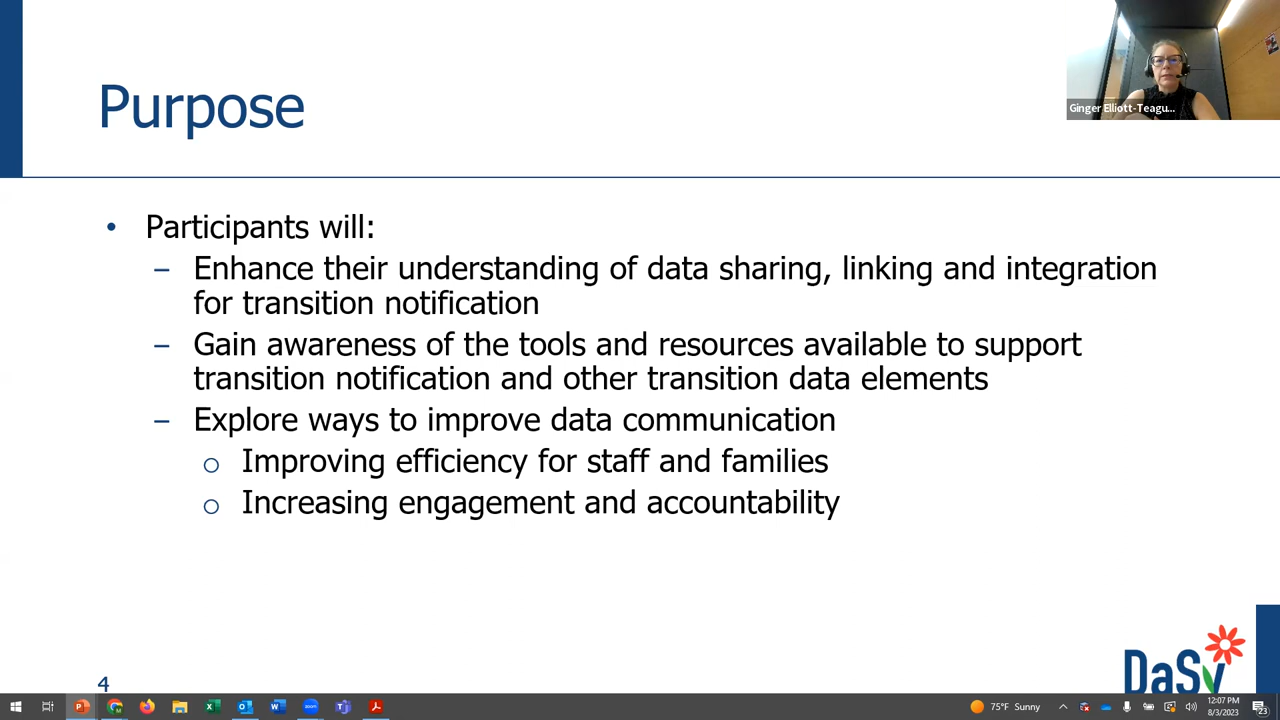 Purpose
Ginger Elliott-Teagu...
• Participants will:
– Enhance their understanding of data sharing, linking and integration
for transition notification
– Gain awareness of the tools and resources available to support
transition notification and other transition data elements
– Explore ways to improve data communication
○ Improving efficiency for staff and families
○ Increasing engagement and accountability
4
DaSy
75°F Sunny
12:07 PM
8/3/2023
23
zoom